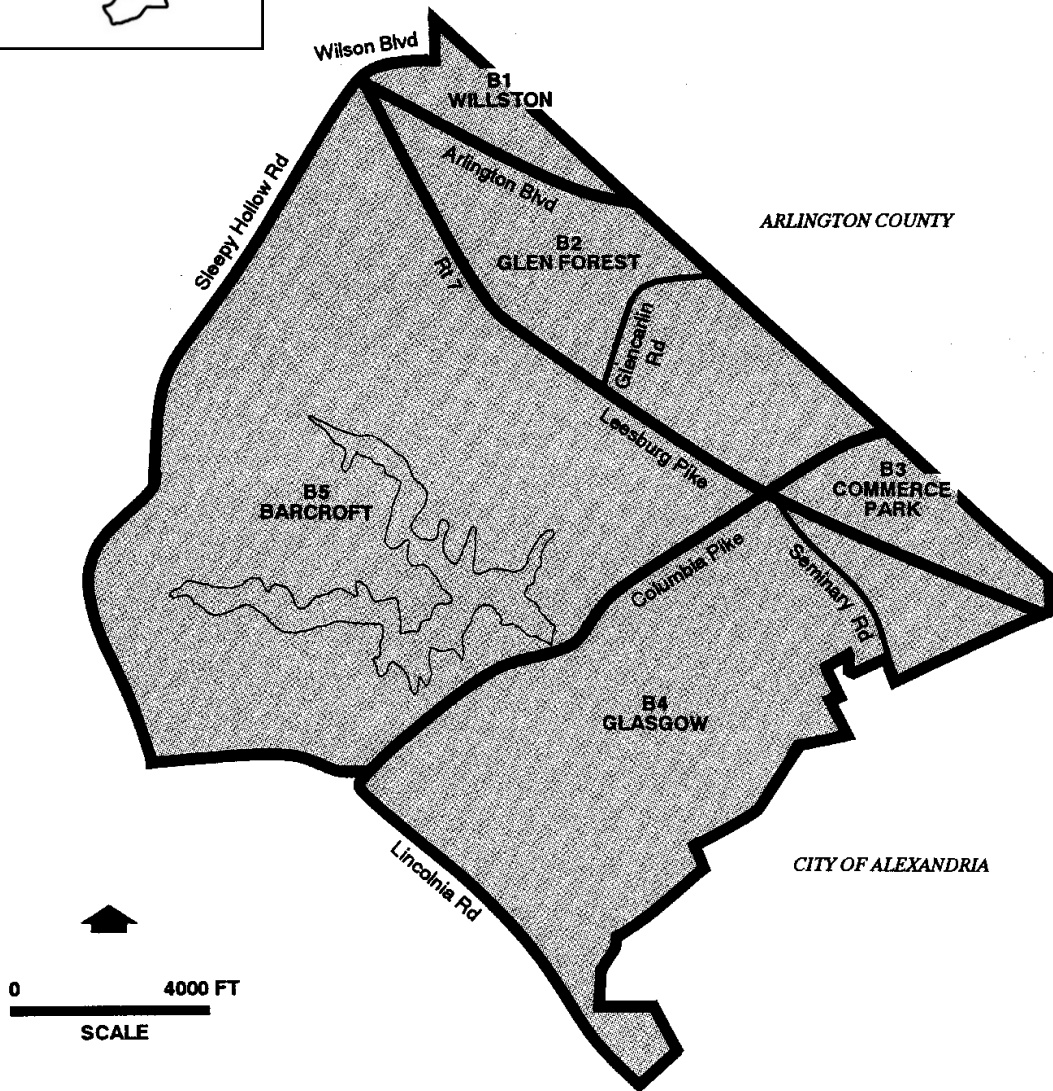 Wilson Blvd
B1
WILLSTON
Arlington Blvd
Sleepy Hollow Rd
ARLINGTON COUNTY
B2
GLEN FOREST
Rt 7
Glencarlin
Rd
Leesburg Pike
B3
COMMERCE
PARK
B5
BARCROFT
Columbia Pike
Seminary Rd
B4
GLASGOW
Lincolnia Rd
CITY OF ALEXANDRIA
0 4000 FT
SCALE